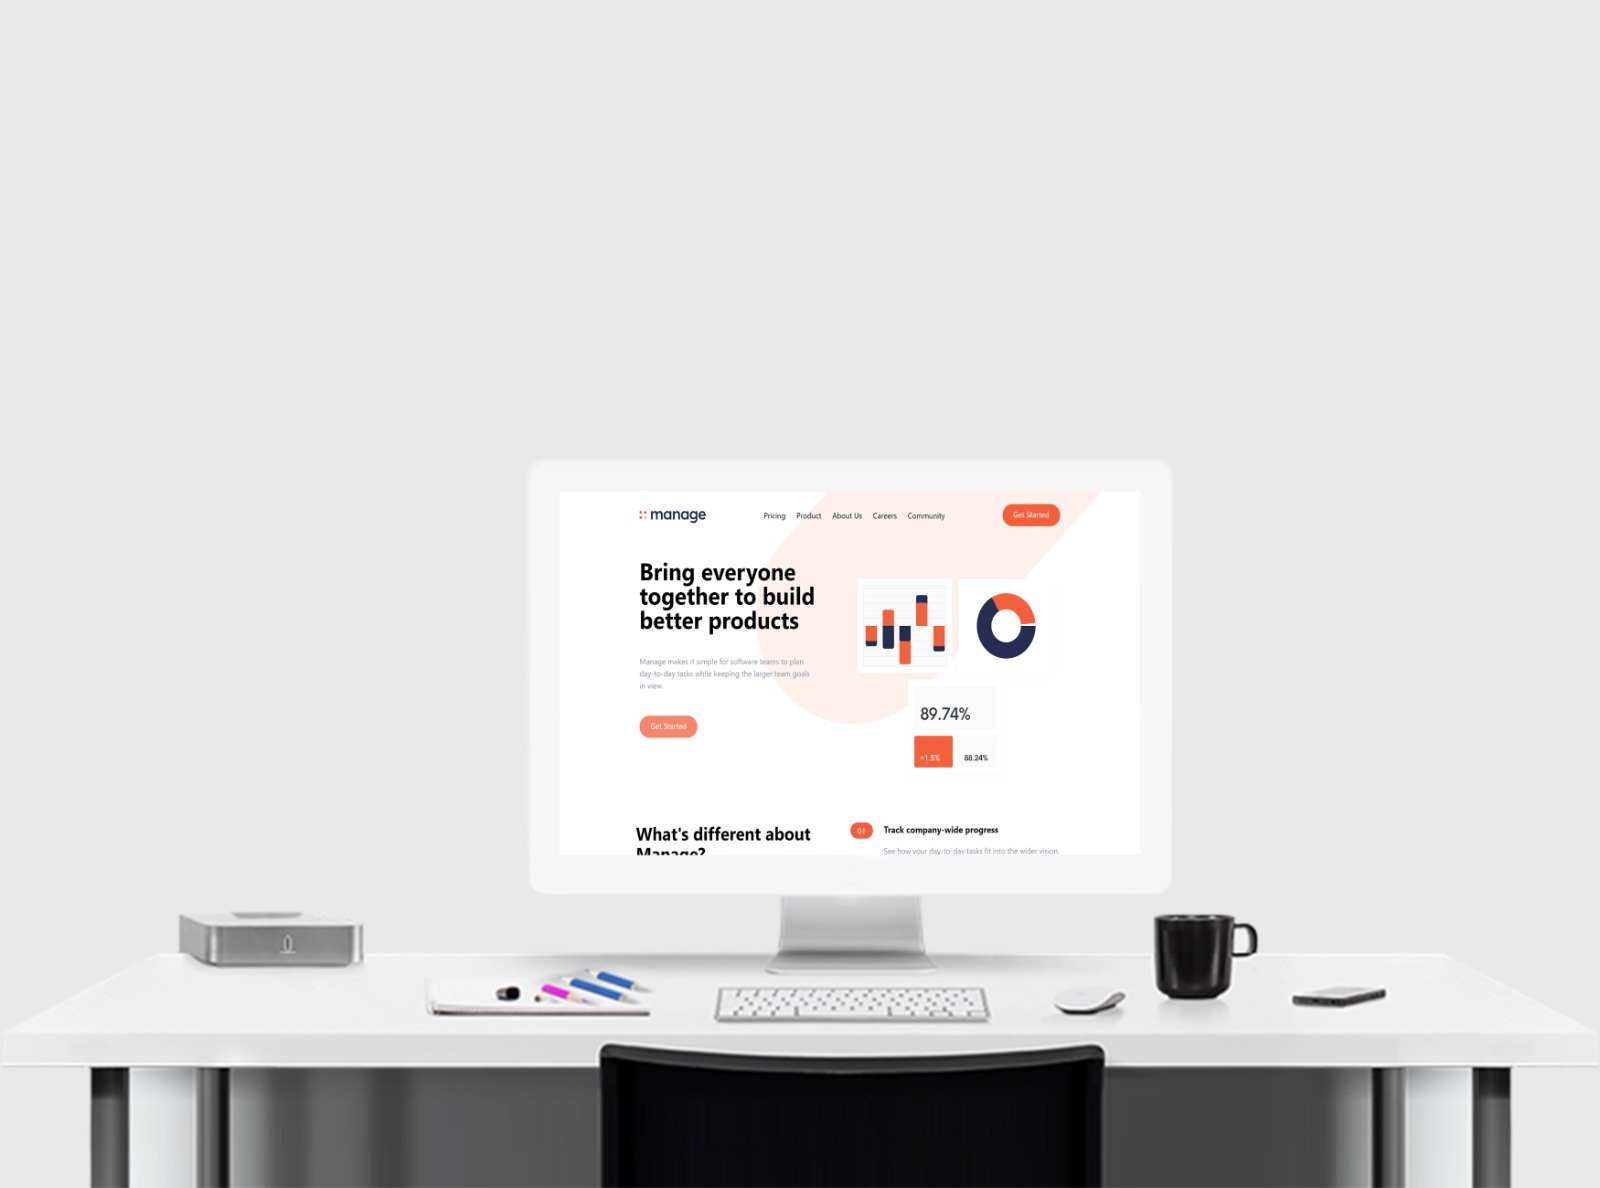 manage
Pricing Product About Us Careers Community
Get Started
Bring everyone
together to build
better products
Manage makes it simple for software teams to plan
day-to-day tasks while keeping the larger team goals
in view.
Get Started
89.74%
+1.5% 88.24%
What's different about
Manage?
01 Track company-wide progress
See how your day-to-day tasks fit into the wider vision.